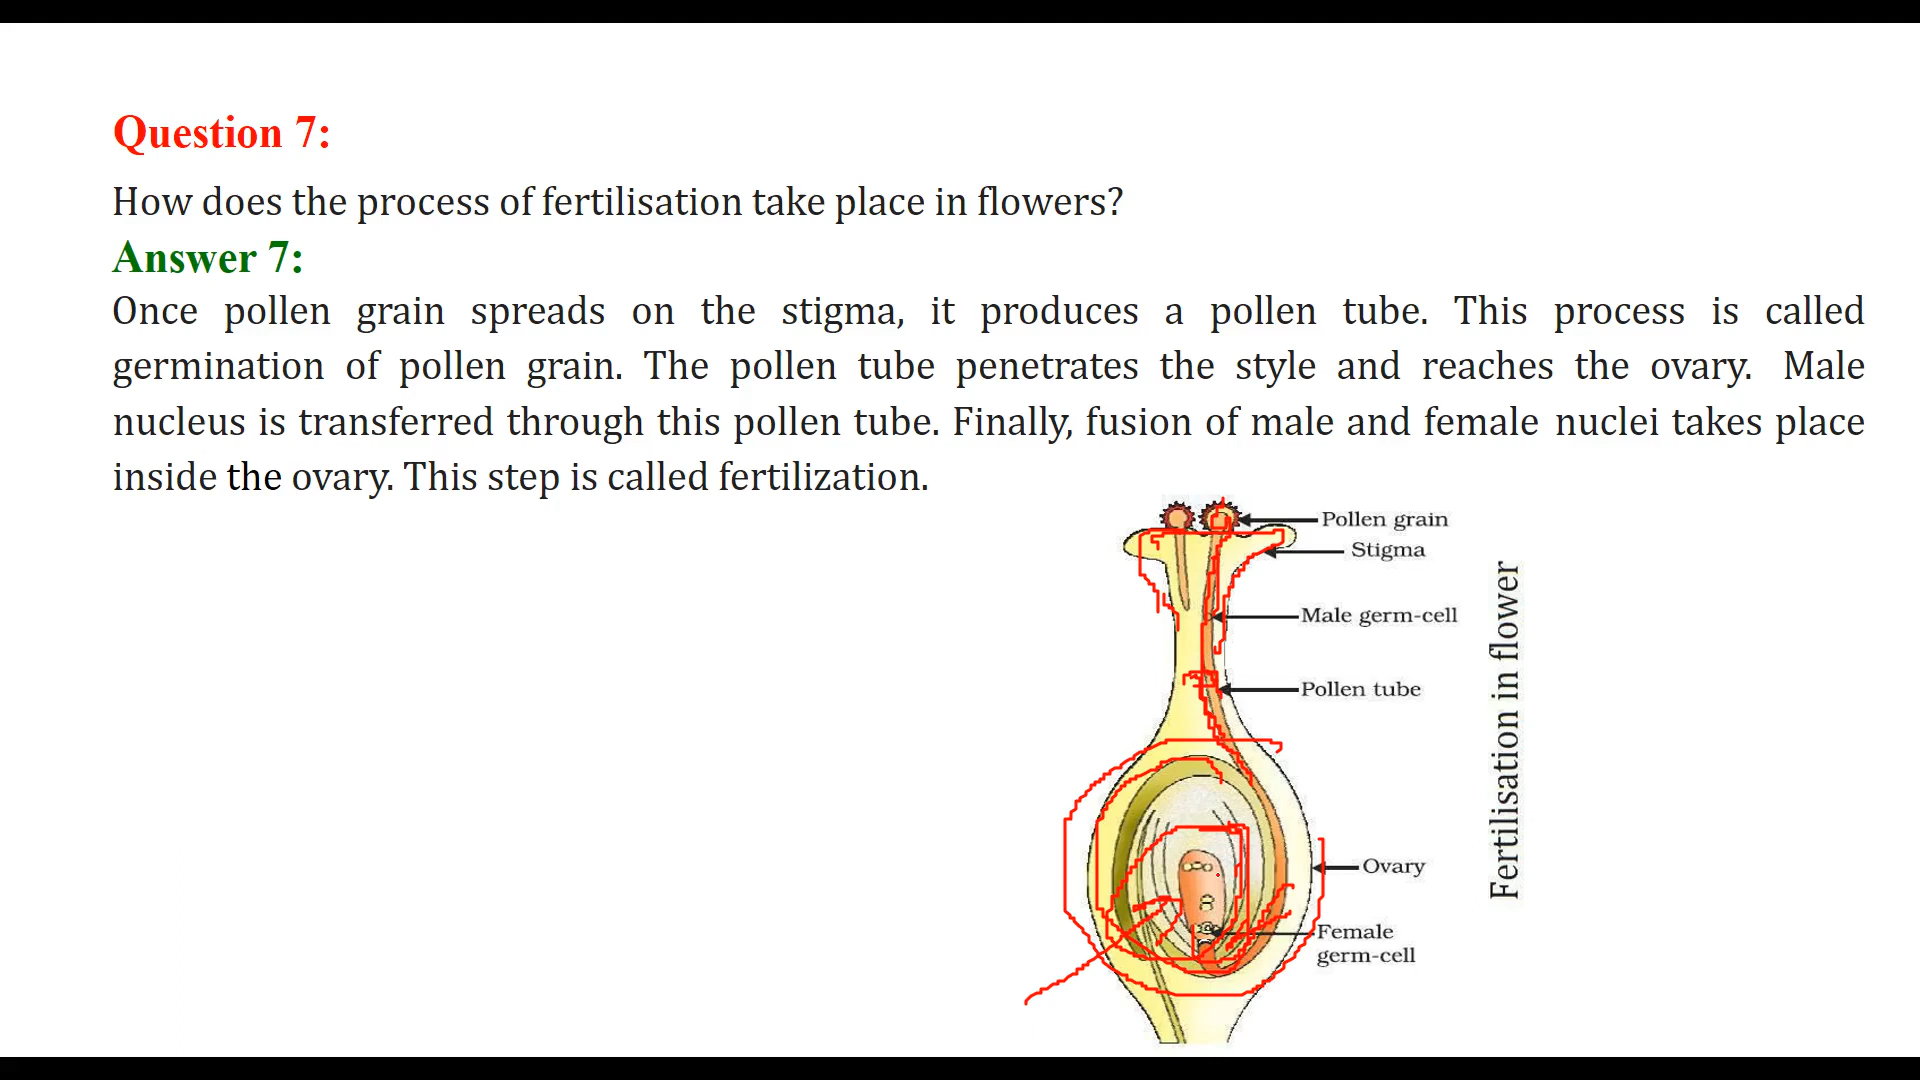 Question 7:
How does the process of fertilisation take place in flowers?
Answer 7:
Once pollen grain spreads on the stigma, it produces a pollen tube. This process is called
germination of pollen grain. The pollen tube penetrates the style and reaches the ovary. Male
nucleus is transferred through this pollen tube. Finally, fusion of male and female nuclei takes place
inside the ovary. This step is called fertilization.
Pollen grain
Stigma
Male germ-cell
Pollen tube
Ovary
Female
germ-cell
Fertilisation in flower